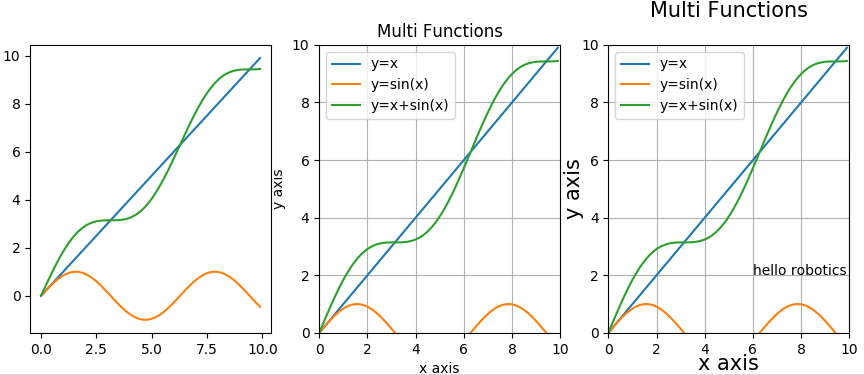 10
8
6
4
2
0
0.0 2.5 5.0 7.5 10.0
Multi Functions
y=x
y=sin(x)
y=x+sin(x)
y axis
10
8
6
4
2
0
0 2 4 6 8 10
x axis
Multi Functions
y=x
y=sin(x)
y=x+sin(x)
y axis
10
8
6
4
2
0
hello robotics
0 2 4 6 8 10
x axis